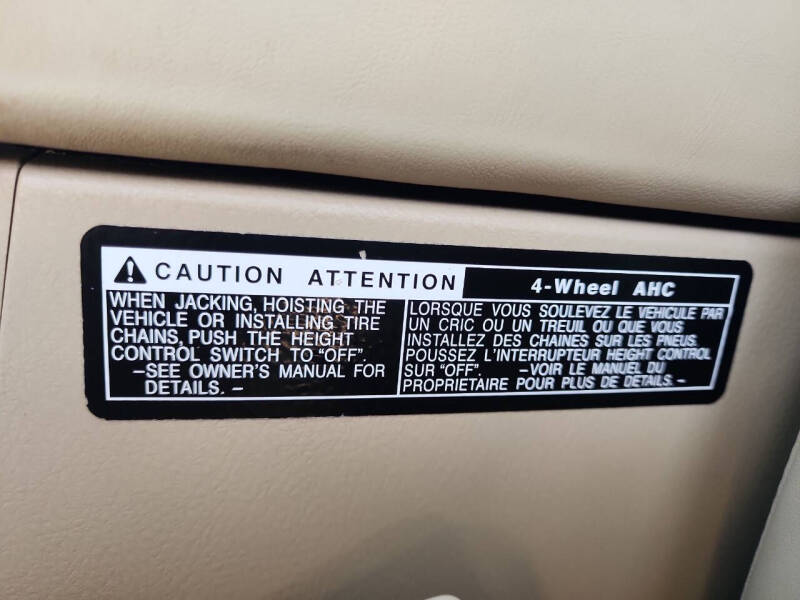 CAUTION ATTENTION
4-Wheel AHC
WHEN JACKING, HOISTING THE
VEHICLE OR INSTALLING TIRE
CHAINS, PUSH THE HEIGHT
CONTROL SWITCH TO "OFF".
-SEE OWNER'S MANUAL FOR
DETAILS. -
LORSQUE VOUS SOULEVEZ LE VEHICULE PAR
UN CRIC OU UN TREUIL OU QUE VOUS
INSTALLEZ DES CHAINES SUR LES PNEUS.
POUSSEZ L'INTERRUPTEUR HEIGHT CONTROL
SUR "OFF". -VOIR LE MANUEL DU
PROPRIETAIRE POUR PLUS DE DETAILS. -